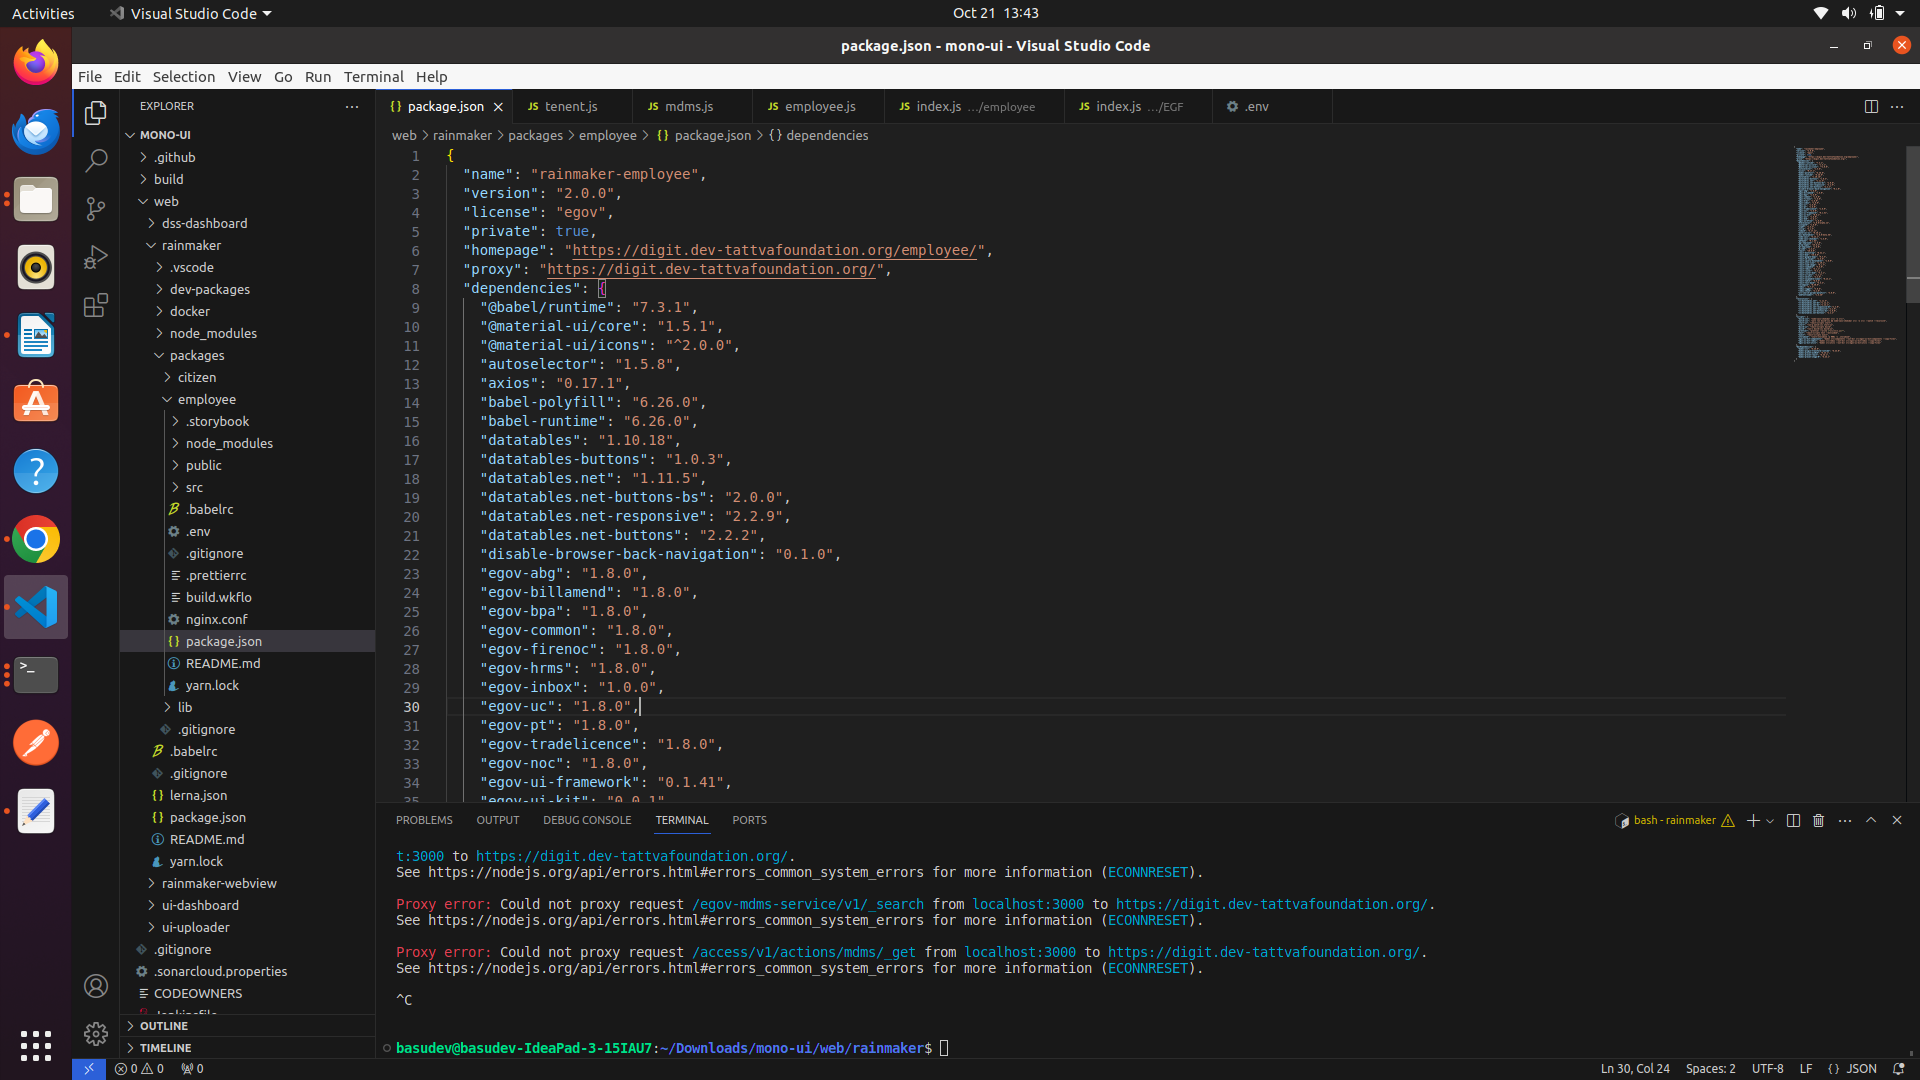 Activities
Visual Studio Code
Oct 21 13:43
package.json - mono-ui - Visual Studio Code
File Edit Selection View Go Run Terminal Help
EXPLORER
MONO-UI
.github
build
web
dss-dashboard
rainmaker
.vscode
dev-packages
docker
node_modules
packages
citizen
employee
.storybook
node_modules
public
src
.babelrc
.env
.gitignore
.prettierrc
build.wkflo
nginx.conf
package.json
README.md
yarn.lock
lib
.gitignore
.babelrc
.gitignore
lerna.json
package.json
README.md
yarn.lock
rainmaker-webview
ui-dashboard
ui-uploader
.gitignore
.sonarcloud.properties
CODEOWNERS
OUTLINE
TIMELINE
{} package.json
JS tenent.js
JS mdms.js
JS employee.js
JS index.js .../employee
JS index.js .../EGF
.env
web > rainmaker > packages > employee > {} package.json > {} dependencies
1 {
2 "name": "rainmaker-employee",
3 "version": "2.0.0",
4 "license": "egov",
5 "private": true,
6 "homepage": "https://digit.dev-tattvafoundation.org/employee/",
7 "proxy": "https://digit.dev-tattvafoundation.org/",
8 "dependencies": {
9 "@babel/runtime": "7.3.1",
10 "@material-ui/core": "1.5.1",
11 "@material-ui/icons": "^2.0.0",
12 "autoselector": "1.5.8",
13 "axios": "0.17.1",
14 "babel-polyfill": "6.26.0",
15 "babel-runtime": "6.26.0",
16 "datatables": "1.10.18",
17 "datatables-buttons": "1.0.3",
18 "datatables.net": "1.11.5",
19 "datatables.net-buttons-bs": "2.0.0",
20 "datatables.net-responsive": "2.2.9",
21 "datatables.net-buttons": "2.2.2",
22 "disable-browser-back-navigation": "0.1.0",
23 "egov-abg": "1.8.0",
24 "egov-billamend": "1.8.0",
25 "egov-bpa": "1.8.0",
26 "egov-common": "1.8.0",
27 "egov-firenoc": "1.8.0",
28 "egov-hrms": "1.8.0",
29 "egov-inbox": "1.0.0",
30 "egov-uc": "1.8.0",
31 "egov-pt": "1.8.0",
32 "egov-tradelicence": "1.8.0",
33 "egov-noc": "1.8.0",
34 "egov-ui-framework": "0.1.41",
35 "egov-ui-kit": "0.0.1"
PROBLEMS OUTPUT DEBUG CONSOLE TERMINAL PORTS
bash - rainmaker
t:3000 to https://digit.dev-tattvafoundation.org/.
See https://nodejs.org/api/errors.html#errors_common_system_errors for more information (ECONNRESET).
Proxy error: Could not proxy request /egov-mdms-service/v1/_search from localhost:3000 to https://digit.dev-tattvafoundation.org/.
See https://nodejs.org/api/errors.html#errors_common_system_errors for more information (ECONNRESET).
Proxy error: Could not proxy request /access/v1/actions/mdms/_get from localhost:3000 to https://digit.dev-tattvafoundation.org/.
See https://nodejs.org/api/errors.html#errors_common_system_errors for more information (ECONNRESET).
^C
basudev@basudev-IdeaPad-3-15IAU7:~/Downloads/mono-ui/web/rainmaker$
0 0 0
Ln 30, Col 24 Spaces: 2 UTF-8 LF {} JSON